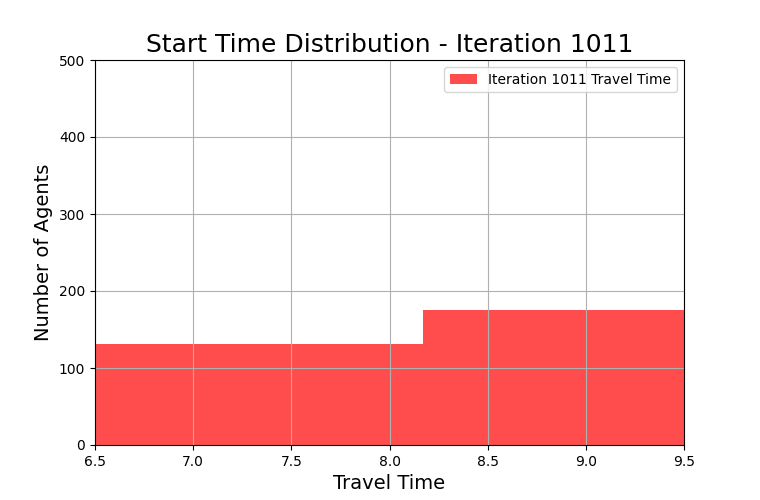 Start Time Distribution - Iteration 1011
Iteration 1011 Travel Time
Number of Agents
500
400
300
200
100
0
6.5 7.0 7.5 8.0 8.5 9.0 9.5
Travel Time